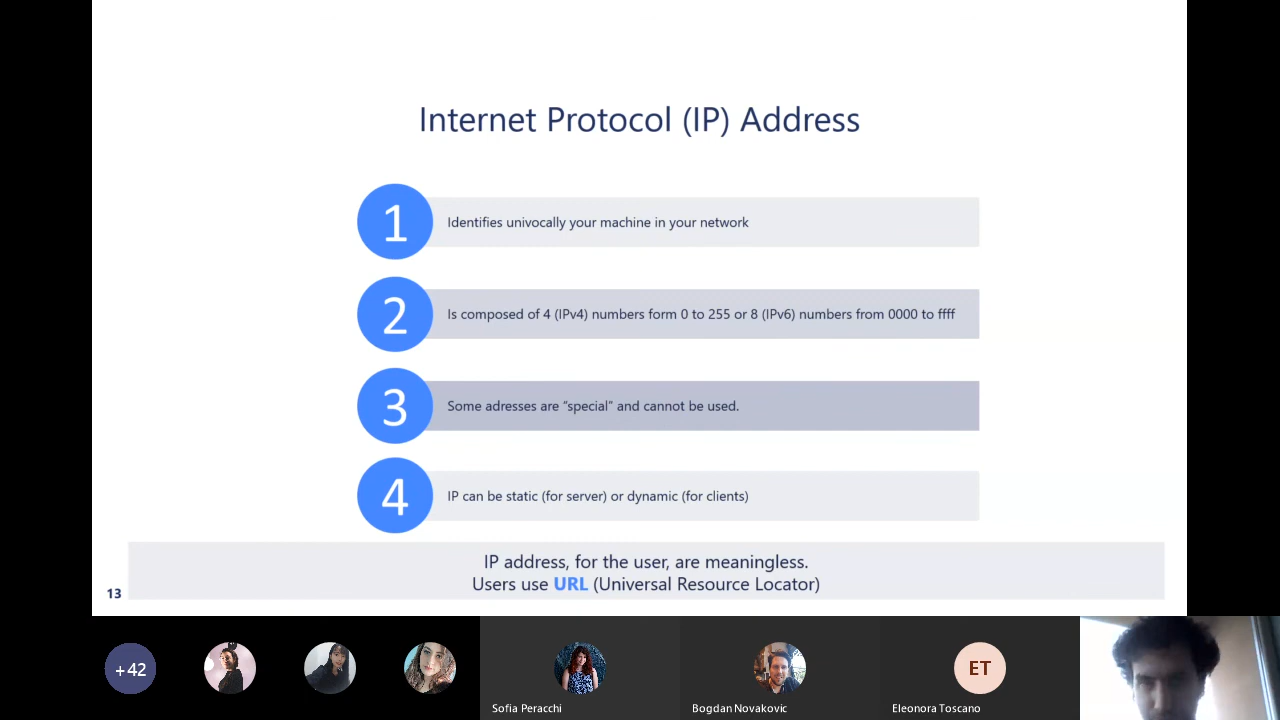 Internet Protocol (IP) Address
1
Identifies univocally your machine in your network
2
Is composed of 4 (IPv4) numbers form 0 to 255 or 8 (IPv6) numbers from 0000 to ffff
3
Some adresses are “special” and cannot be used.
4
IP can be static (for server) or dynamic (for clients)
IP address, for the user, are meaningless.
Users use URL (Universal Resource Locator)
13
+42
ET
Sofia Peracchi
Bogdan Novakovic
Eleonora Toscano